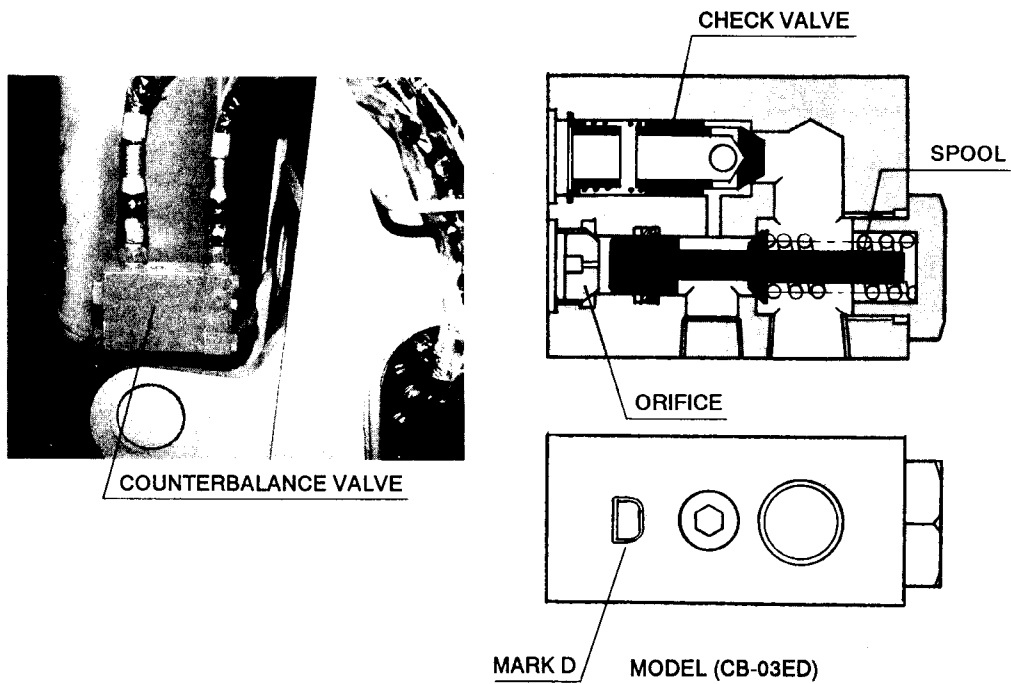 CHECK VALVE
SPOOL
ORIFICE
COUNTERBALANCE VALVE
D
MARK D
MODEL (CB-03ED)